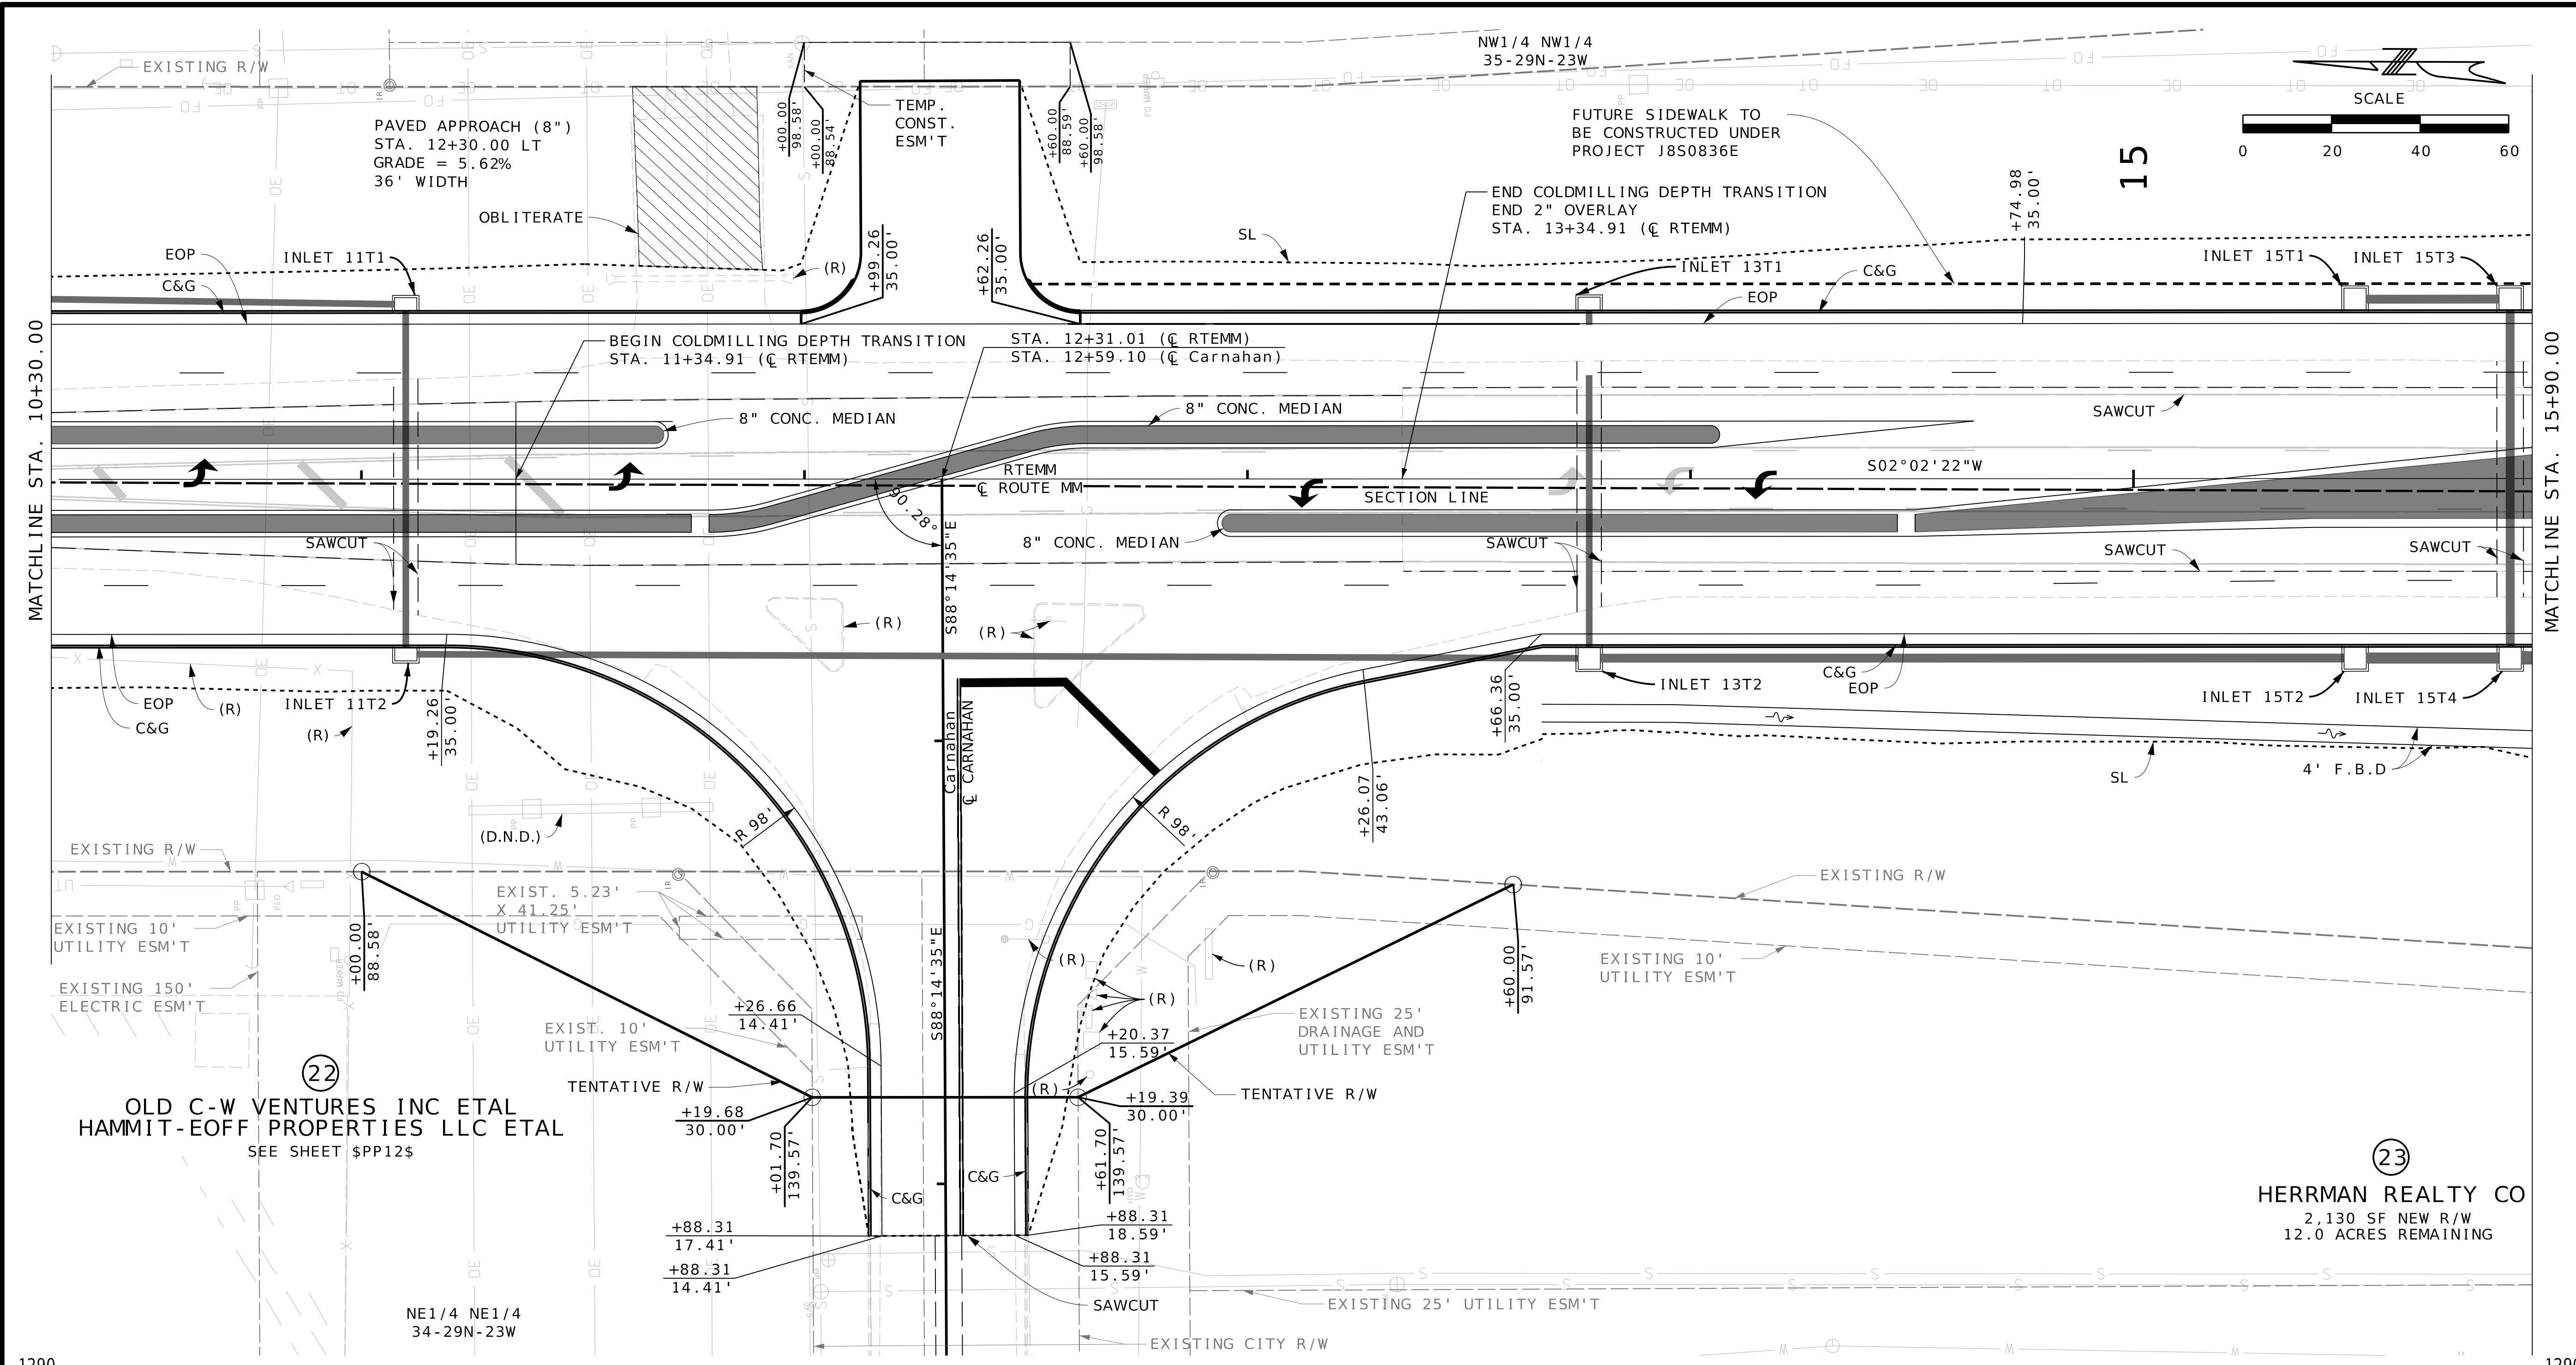 NW1/4 NW1/4
35-29N-23W
EXISTING R/W
SCALE
0 20 40 60
15
PAVED APPROACH (8")
STA. 12+30.00 LT
GRADE = 5.62%
36' WIDTH
OBLITERATE
+00.00
98.58'
+00.00
88.54'
TEMP.
CONST.
ESM'T
+60.00
88.59'
+60.00
98.58'
FO MARKER
FUTURE SIDEWALK TO
BE CONSTRUCTED UNDER
PROJECT J8S0836E
END COLDMILLING DEPTH TRANSITION
END 2" OVERLAY
STA. 13+34.91 (℄ RTEMM)
+74.98
35.00'
EOP
C&G
INLET 11T1
(R)
+99.26
35.00'
+62.26
35.00'
SL
INLET 13T1
C&G
EOP
INLET 15T1
INLET 15T3
MATCHLINE STA. 10+30.00
MATCHLINE STA. 15+90.00
BEGIN COLDMILLING DEPTH TRANSITION
STA. 11+34.91 (℄ RTEMM)
STA. 12+31.01 (℄ RTEMM)
STA. 12+59.10 (℄ Carnahan)
8" CONC. MEDIAN
8" CONC. MEDIAN
SAWCUT
RTEMM
℄ ROUTE MM
SECTION LINE
S02°02'22"W
90.28°
S88°14'35"E
SAWCUT
8" CONC. MEDIAN
SAWCUT
SAWCUT
SAWCUT
(R)
(R)
EOP
C&G
(R)
(R)
INLET 11T2
+19.26
35.00'
Carnahan
℄ CARNAHAN
+66.36
35.00'
INLET 13T2
C&G
EOP
INLET 15T2
INLET 15T4
SL
4' F.B.D
(D.N.D.)
R 98'
R 98'
+26.07
43.06'
EXISTING R/W
EXIST. 5.23'
X 41.25'
UTILITY ESM'T
EXISTING R/W
EXISTING 10'
UTILITY ESM'T
+00.00
88.58'
FO MARKER
EXISTING 150'
ELECTRIC ESM'T
S88°14'35"E
(R)
(R)
(R)
+60.00
91.57'
EXISTING 10'
UTILITY ESM'T
+26.66
14.41'
EXIST. 10'
UTILITY ESM'T
+20.37
15.59'
EXISTING 25'
DRAINAGE AND
UTILITY ESM'T
22
OLD C-W VENTURES INC ETAL
HAMMIT-EOFF PROPERTIES LLC ETAL
SEE SHEET $PP12$
TENTATIVE R/W
(R)
TENTATIVE R/W
+19.68
30.00'
+19.39
30.00'
+01.70
139.57'
+61.70
139.57'
C&G
C&G
23
HERRMAN REALTY CO
2,130 SF NEW R/W
12.0 ACRES REMAINING
+88.31
17.41'
+88.31
18.59'
+88.31
14.41'
+88.31
15.59'
SAWCUT
EXISTING 25' UTILITY ESM'T
NE1/4 NE1/4
34-29N-23W
EXISTING CITY R/W
1290